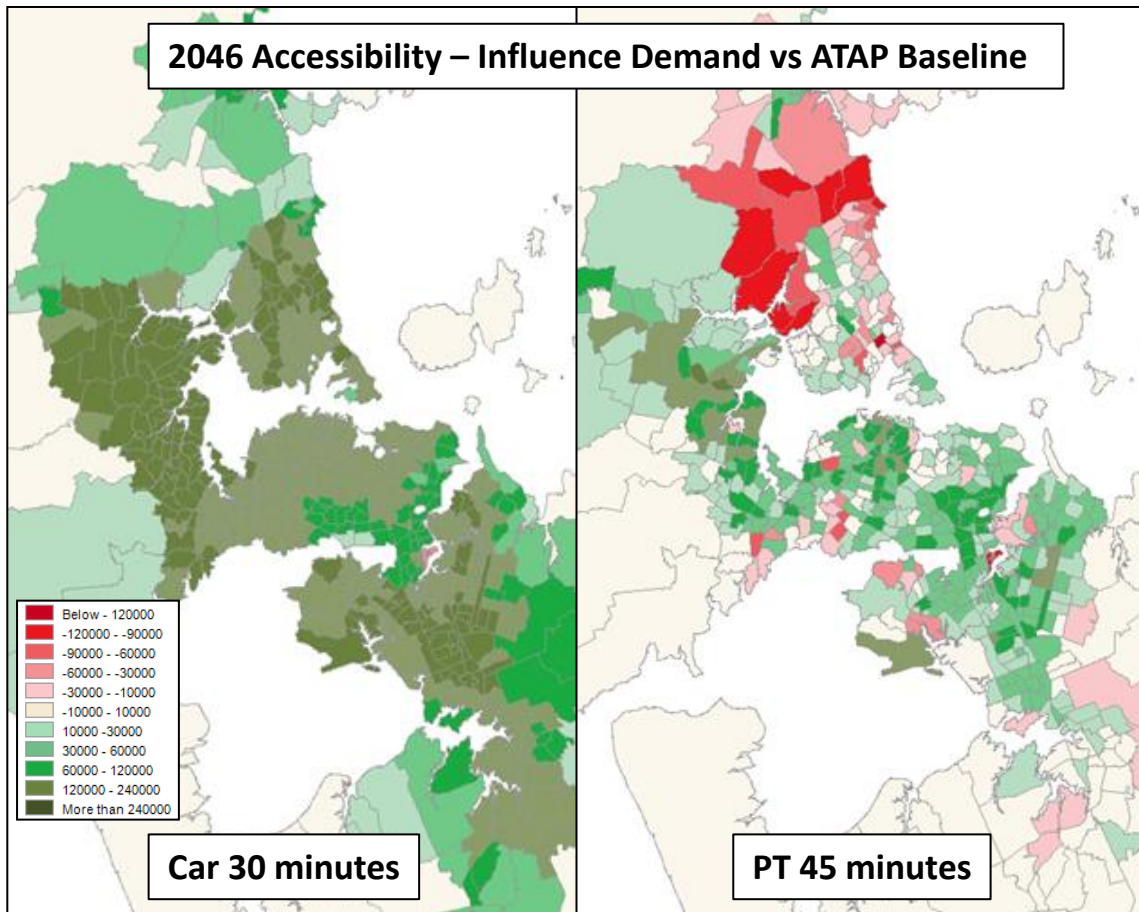 2046 Accessibility – Influence Demand vs ATAP Baseline
Below - 120000
-120000 - -90000
-90000 - -60000
-60000 - -30000
-30000 - -10000
-10000 - 10000
10000 -30000
30000 - 60000
60000 - 120000
120000 - 240000
More than 240000
Car 30 minutes
PT 45 minutes